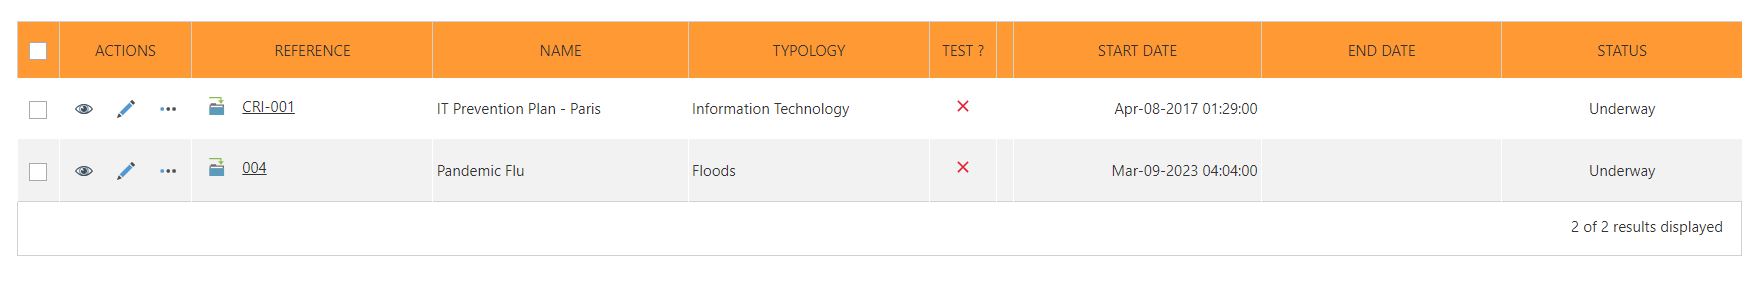 ACTIONS REFERENCE NAME TYPOLOGY TEST ? START DATE END DATE STATUS
CRI-001 IT Prevention Plan - Paris Information Technology Apr-08-2017 01:29:00 Underway
004 Pandemic Flu Floods Mar-09-2023 04:04:00 Underway
2 of 2 results displayed